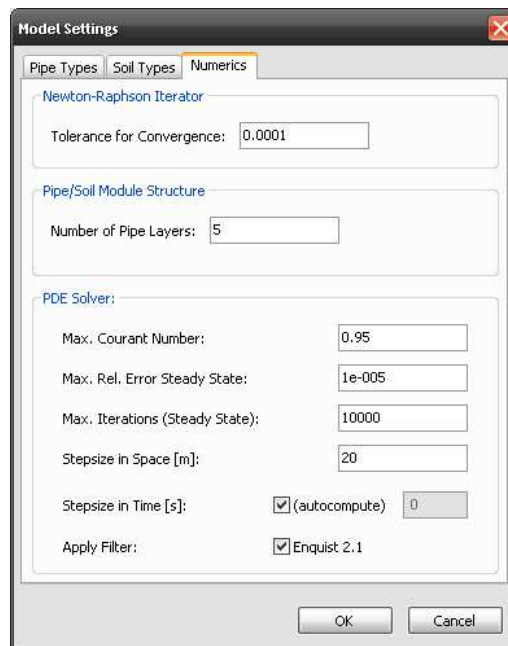 Model Settings
Pipe Types Soil Types Numerics
Newton-Raphson Iterator
Tolerance for Convergence: 0.0001
Pipe/Soil Module Structure
Number of Pipe Layers: 5
PDE Solver:
Max. Courant Number: 0.95
Max. Rel. Error Steady State: 1e-005
Max. Iterations (Steady State): 10000
Stepsize in Space [m]: 20
Stepsize in Time [s]: (autocompute) 0
Apply Filter: Enquist 2.1
OK Cancel